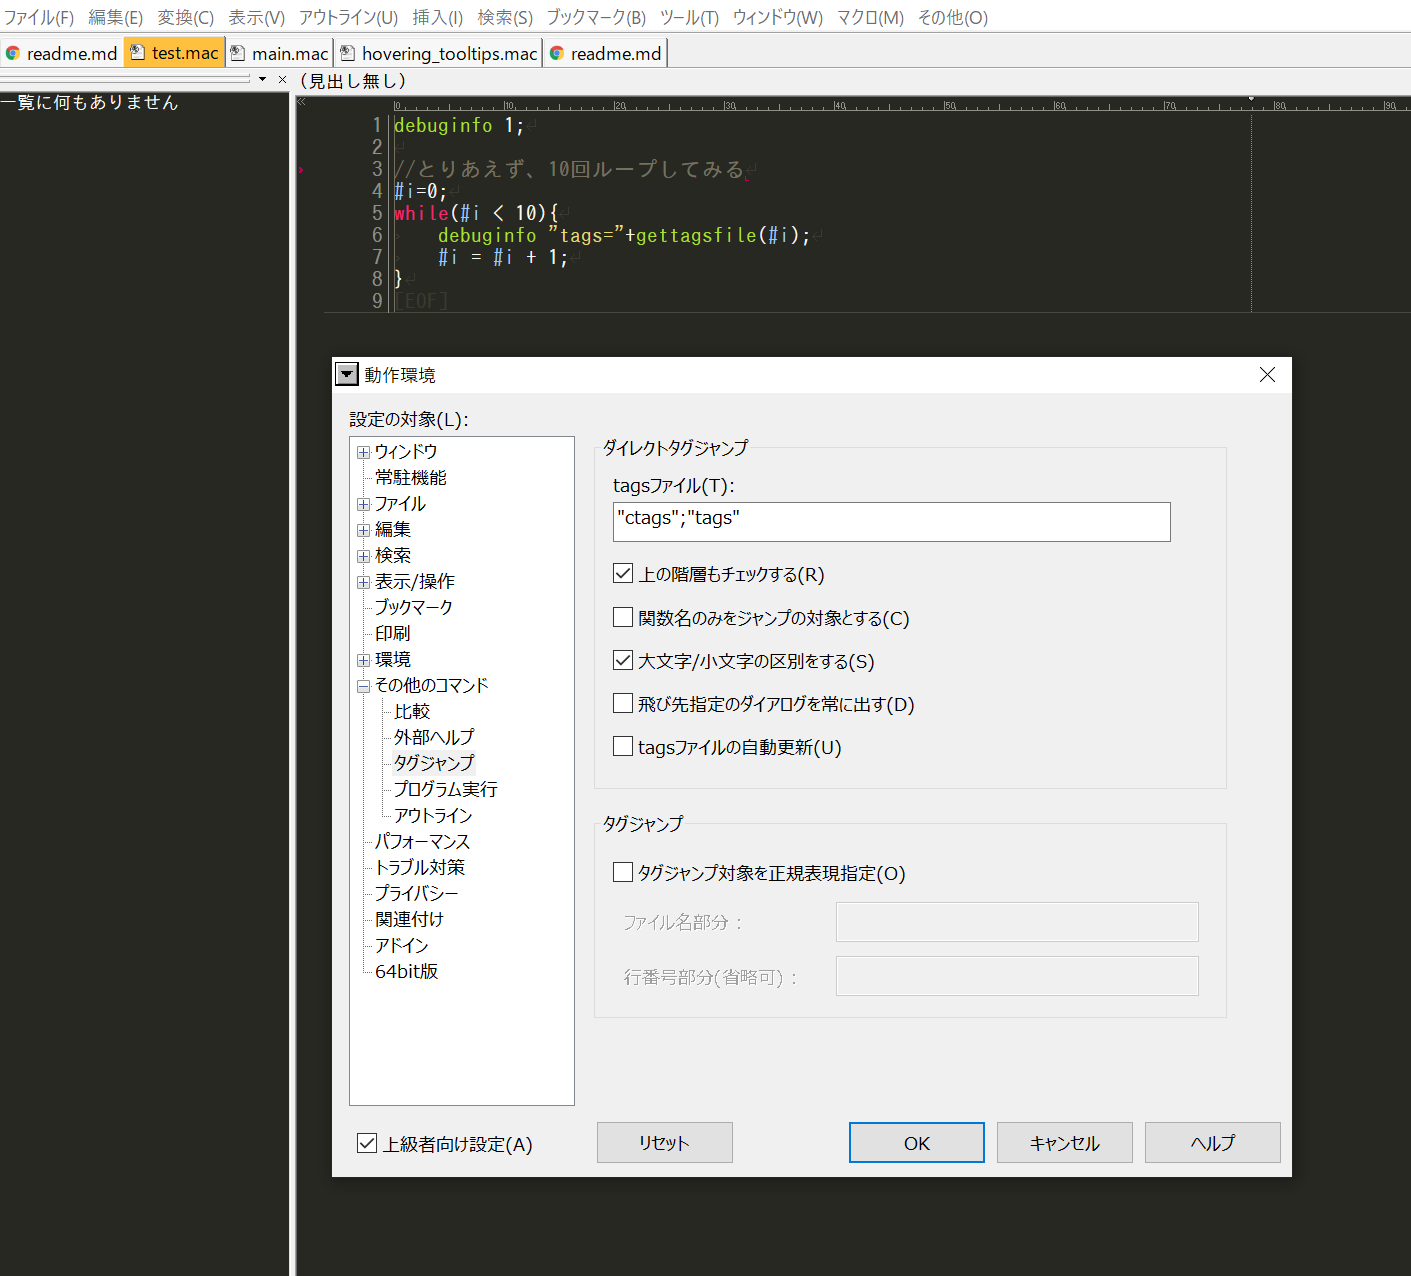 ファイル(F) 編集(E) 変換(C) 表示(V) アウトライン(U) 挿入(I) 検索(S) ブックマーク(B) ツール(T) ウィンドウ(W) マクロ(M) その他(O)
readme.md test.mac main.mac hovering_tooltips.mac readme.md
(見出し無し)
一覧に何もありません
0 10 20 30 40 50 60 70 80 90
1 debuginfo 1;
2
3 //とりあえず、10回ループしてみる
4 #i=0;
5 while(#i < 10){
6 debuginfo "tags="+gettagsfile(#i);
7 #i = #i + 1;
8 }
9 [EOF]
動作環境
設定の対象(L):
ウィンドウ
常駐機能
ファイル
編集
検索
表示/操作
ブックマーク
印刷
環境
その他のコマンド
比較
外部ヘルプ
タグジャンプ
プログラム実行
アウトライン
パフォーマンス
トラブル対策
プライバシー
関連付け
アドイン
64bit版
ダイレクトタグジャンプ
tagsファイル(T):
"ctags";"tags"
上の階層もチェックする(R)
関数名のみをジャンプの対象とする(C)
大文字/小文字の区別をする(S)
飛び先指定のダイアログを常に出す(D)
tagsファイルの自動更新(U)
タグジャンプ
タグジャンプ対象を正規表現指定(O)
ファイル名部分：
行番号部分(省略可)：
上級者向け設定(A)
リセット
OK
キャンセル
ヘルプ